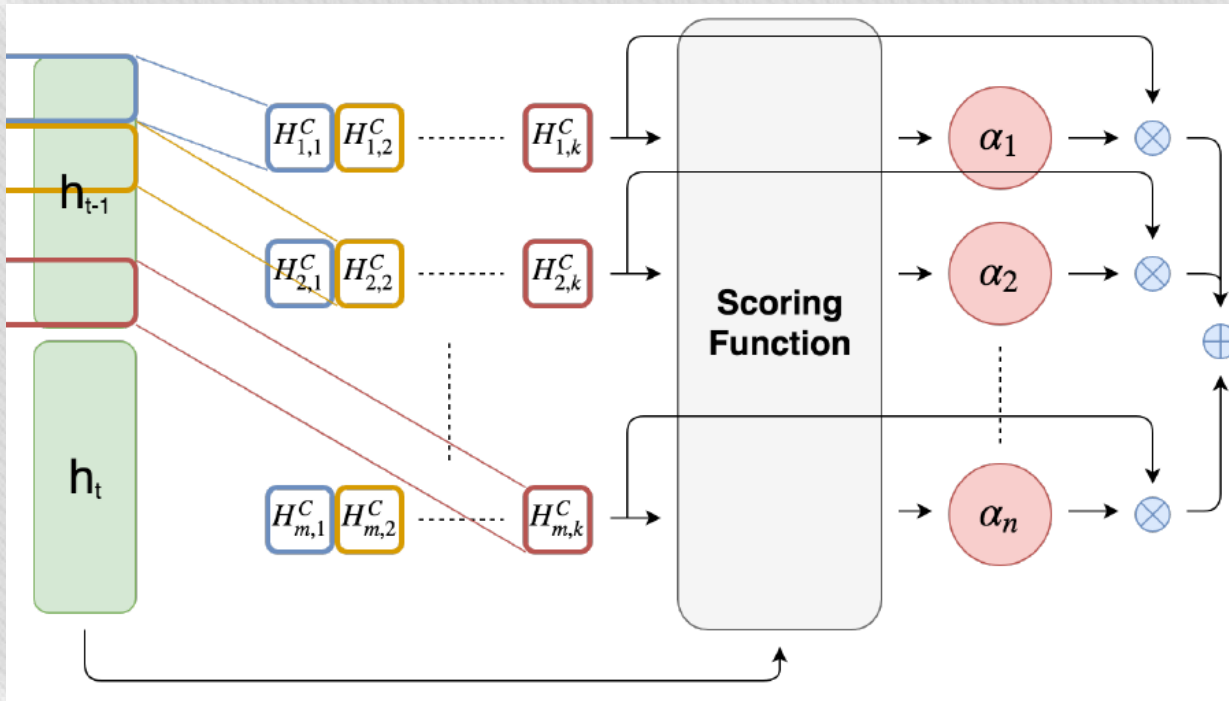 h_{t-1}
h_t
H^C_{1,1} H^C_{1,2} H^C_{1,k}
H^C_{2,1} H^C_{2,2} H^C_{2,k}
H^C_{m,1} H^C_{m,2} H^C_{m,k}
Scoring
Function
α_1
α_2
α_n